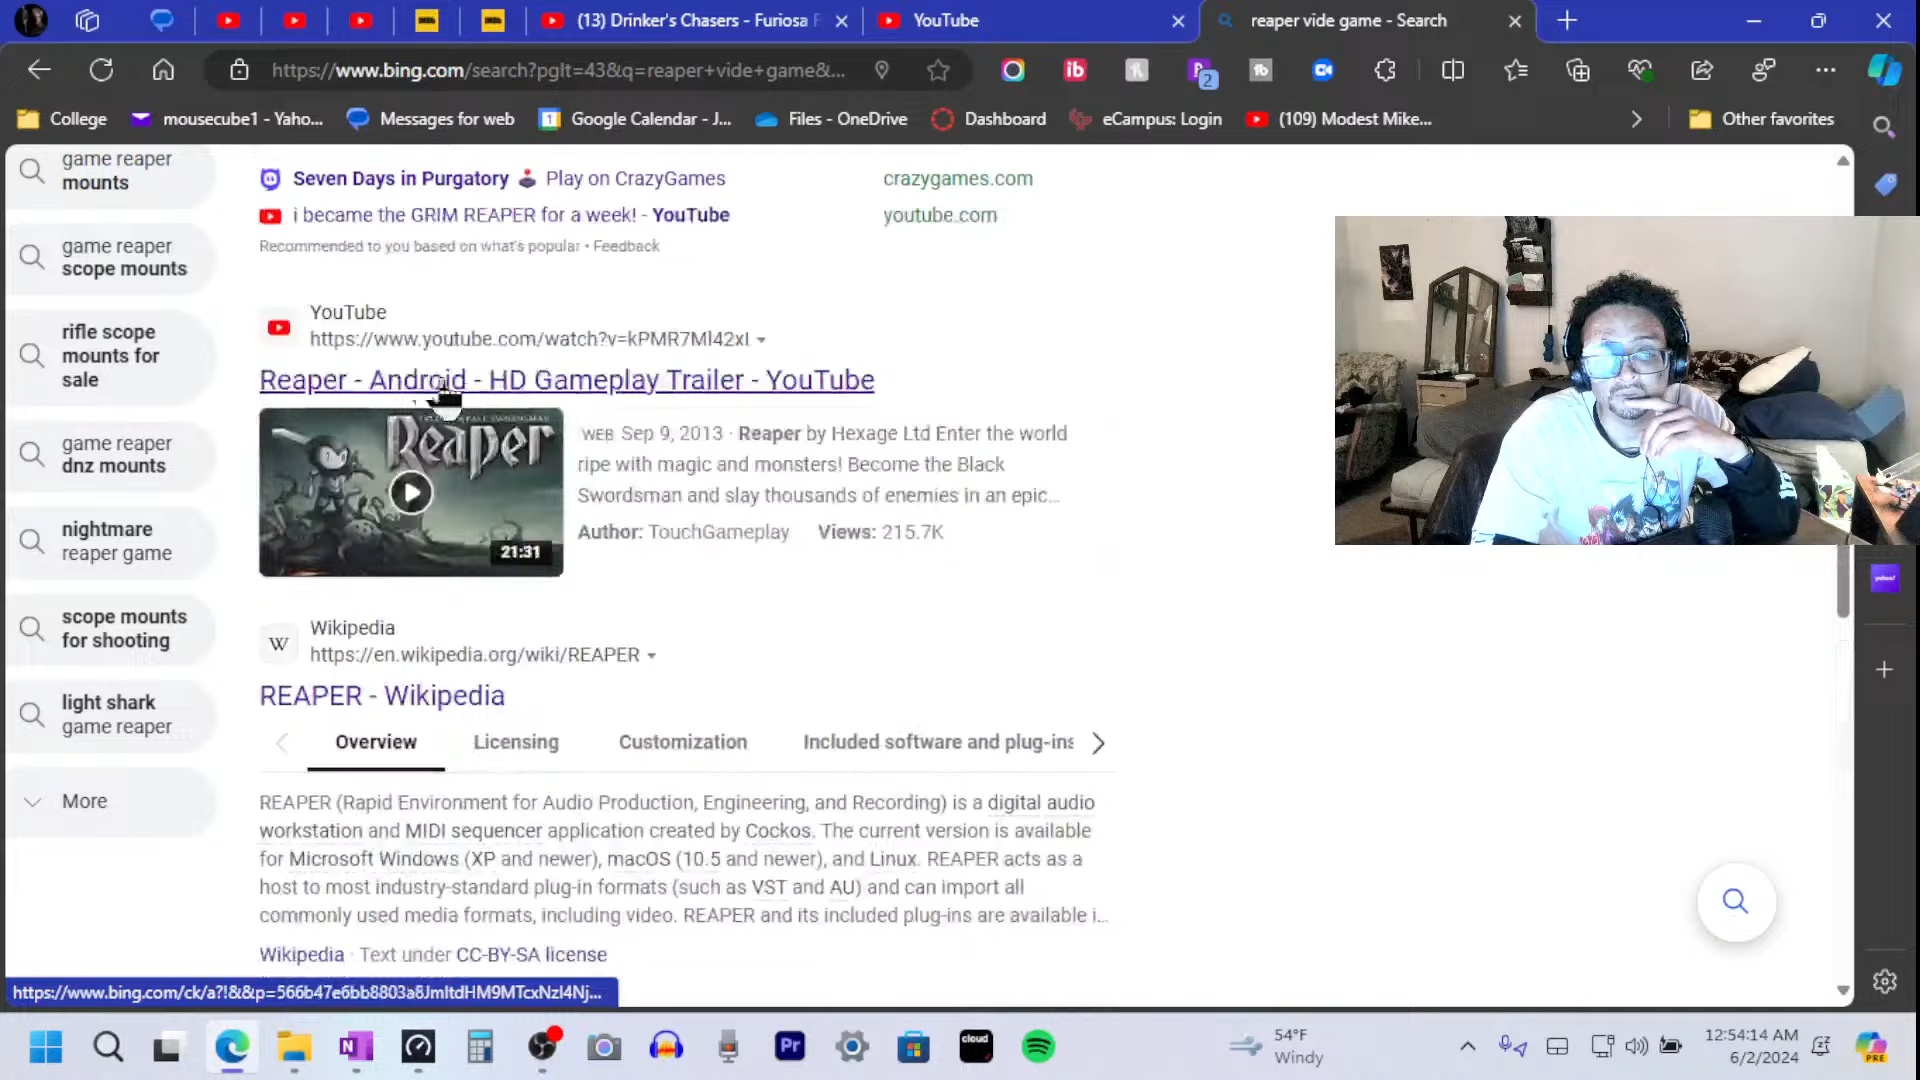 (13) Drinker's Chasers - Furiosa F
YouTube
reaper vide game - Search
https://www.bing.com/search?pglt=43&q=reaper+vide+game&...
2
College
mousecube1 - Yaho...
Messages for web
Google Calendar - J...
Files - OneDrive
Dashboard
eCampus: Login
(109) Modest Mike...
Other favorites
game reaper
mounts
game reaper
scope mounts
rifle scope
mounts for
sale
game reaper
dnz mounts
nightmare
reaper game
scope mounts
for shooting
light shark
game reaper
More
Seven Days in Purgatory Play on CrazyGames
crazygames.com
i became the GRIM REAPER for a week! - YouTube
youtube.com
Recommended to you based on what's popular • Feedback
YouTube
https://www.youtube.com/watch?v=kPMR7Ml42xI
Reaper - Android - HD Gameplay Trailer - YouTube
Reaper
21:31
WEB Sep 9, 2013 · Reaper by Hexage Ltd Enter the world
ripe with magic and monsters! Become the Black
Swordsman and slay thousands of enemies in an epic...
Author: TouchGameplay Views: 215.7K
W
Wikipedia
https://en.wikipedia.org/wiki/REAPER
REAPER - Wikipedia
Overview
Licensing
Customization
Included software and plug-ins
REAPER (Rapid Environment for Audio Production, Engineering, and Recording) is a digital audio
workstation and MIDI sequencer application created by Cockos. The current version is available
for Microsoft Windows (XP and newer), macOS (10.5 and newer), and Linux. REAPER acts as a
host to most industry-standard plug-in formats (such as VST and AU) and can import all
commonly used media formats, including video. REAPER and its included plug-ins are available i...
Wikipedia · Text under CC-BY-SA license
https://www.bing.com/ck/a?!&&p=566b47e6bb8803a8JmltdHM9MTcxNzI4Nj...
54°F
Windy
12:54:14 AM
6/2/2024